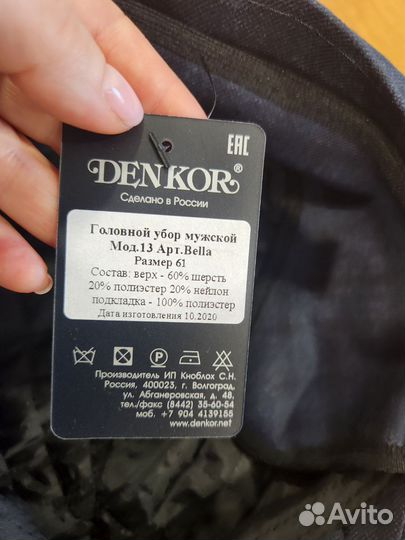 EAC
DENKOR®
Сделано в России
Головной убор мужской
Мод.13 Арт.Bella
Размер 61
Состав: верх - 60% шерсть
20% полиэстер 20% нейлон
подкладка - 100% полиэстер
Дата изготовления 10.2020
P
Производитель ИП Кноблох С.Н.
Россия, 400023, г. Волгоград,
ул. Абганеровская, д. 48,
тел./факс (8442) 35-60-54
моб. +7 904 4139155
www.denkor.net
Avito